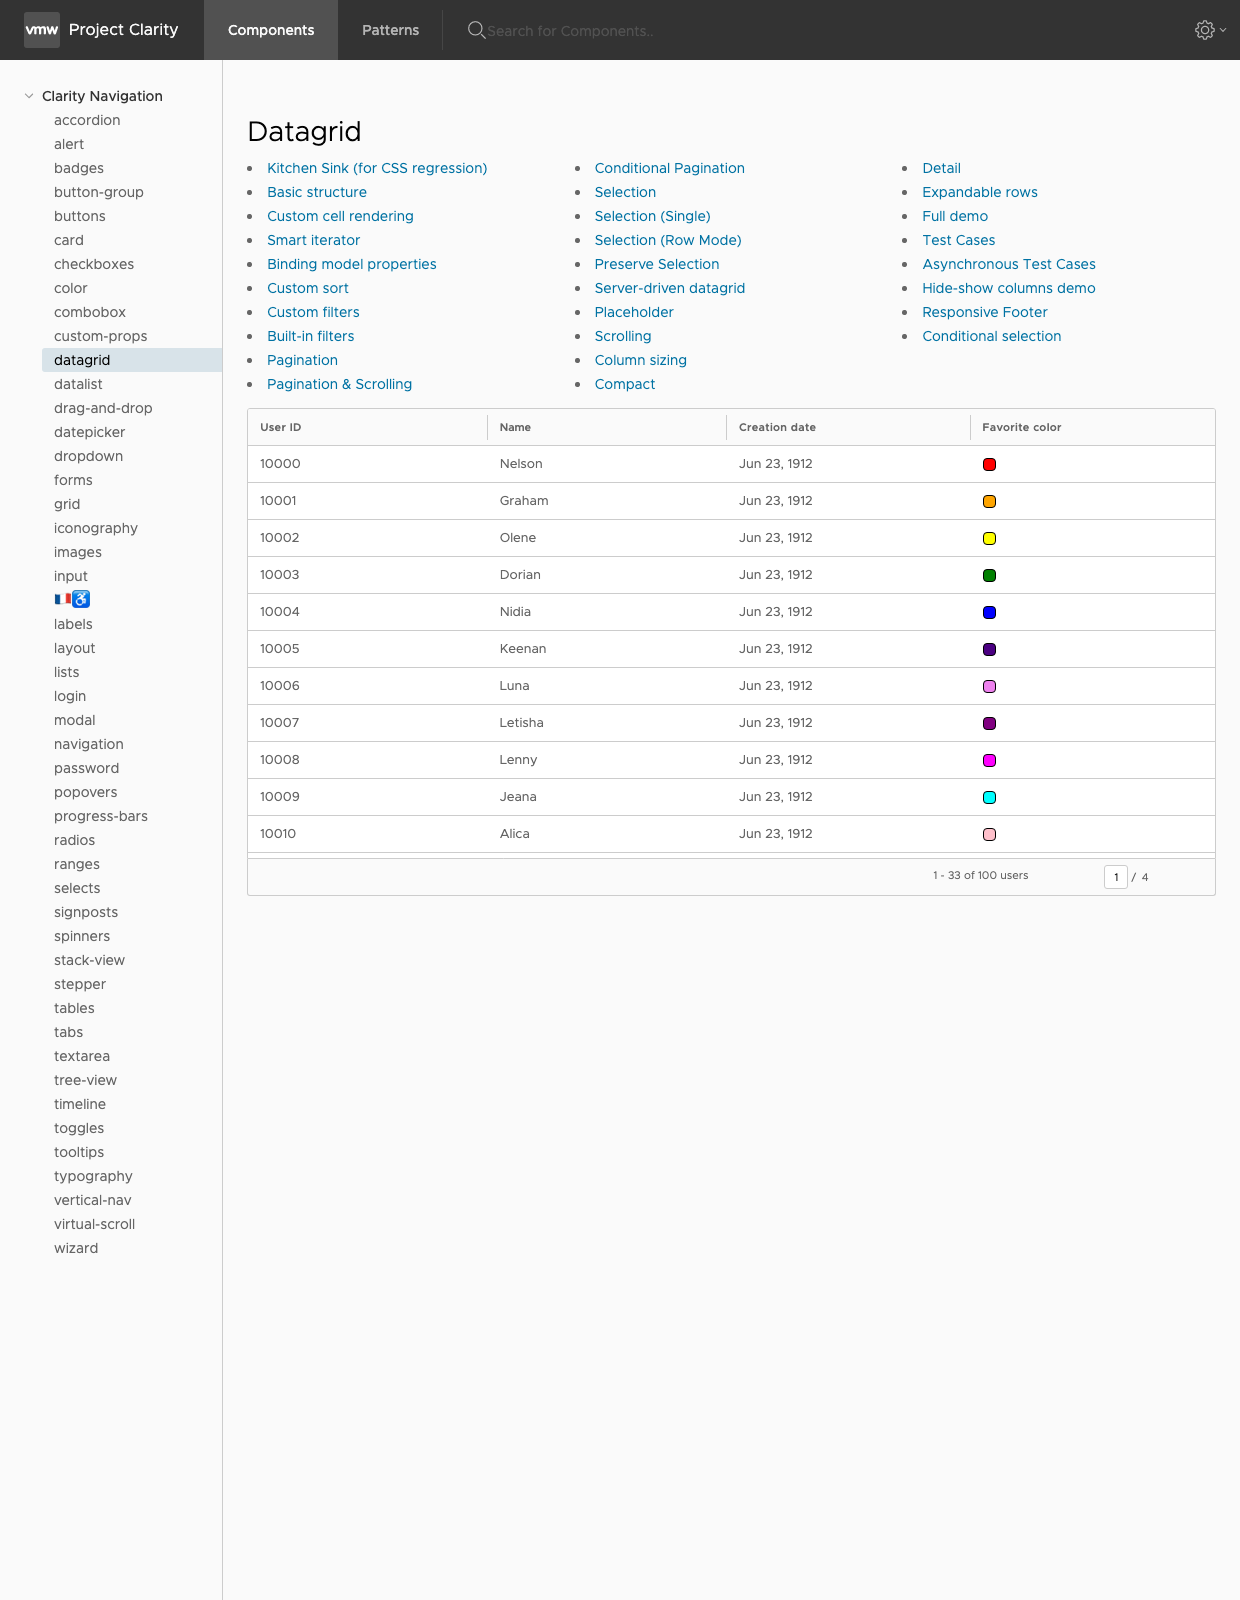 vmw Project Clarity Components Patterns Search for Components..
Clarity Navigation
accordion
alert
badges
button-group
buttons
card
checkboxes
color
combobox
custom-props
datagrid
datalist
drag-and-drop
datepicker
dropdown
forms
grid
iconography
images
input
🇫🇷♿
labels
layout
lists
login
modal
navigation
password
popovers
progress-bars
radios
ranges
selects
signposts
spinners
stack-view
stepper
tables
tabs
textarea
tree-view
timeline
toggles
tooltips
typography
vertical-nav
virtual-scroll
wizard
Datagrid
Kitchen Sink (for CSS regression)
Basic structure
Custom cell rendering
Smart iterator
Binding model properties
Custom sort
Custom filters
Built-in filters
Pagination
Pagination & Scrolling
Conditional Pagination
Selection
Selection (Single)
Selection (Row Mode)
Preserve Selection
Server-driven datagrid
Placeholder
Scrolling
Column sizing
Compact
Detail
Expandable rows
Full demo
Test Cases
Asynchronous Test Cases
Hide-show columns demo
Responsive Footer
Conditional selection
User ID Name Creation date Favorite color
10000 Nelson Jun 23, 1912
10001 Graham Jun 23, 1912
10002 Olene Jun 23, 1912
10003 Dorian Jun 23, 1912
10004 Nidia Jun 23, 1912
10005 Keenan Jun 23, 1912
10006 Luna Jun 23, 1912
10007 Letisha Jun 23, 1912
10008 Lenny Jun 23, 1912
10009 Jeana Jun 23, 1912
10010 Alica Jun 23, 1912
1 - 33 of 100 users 1 / 4